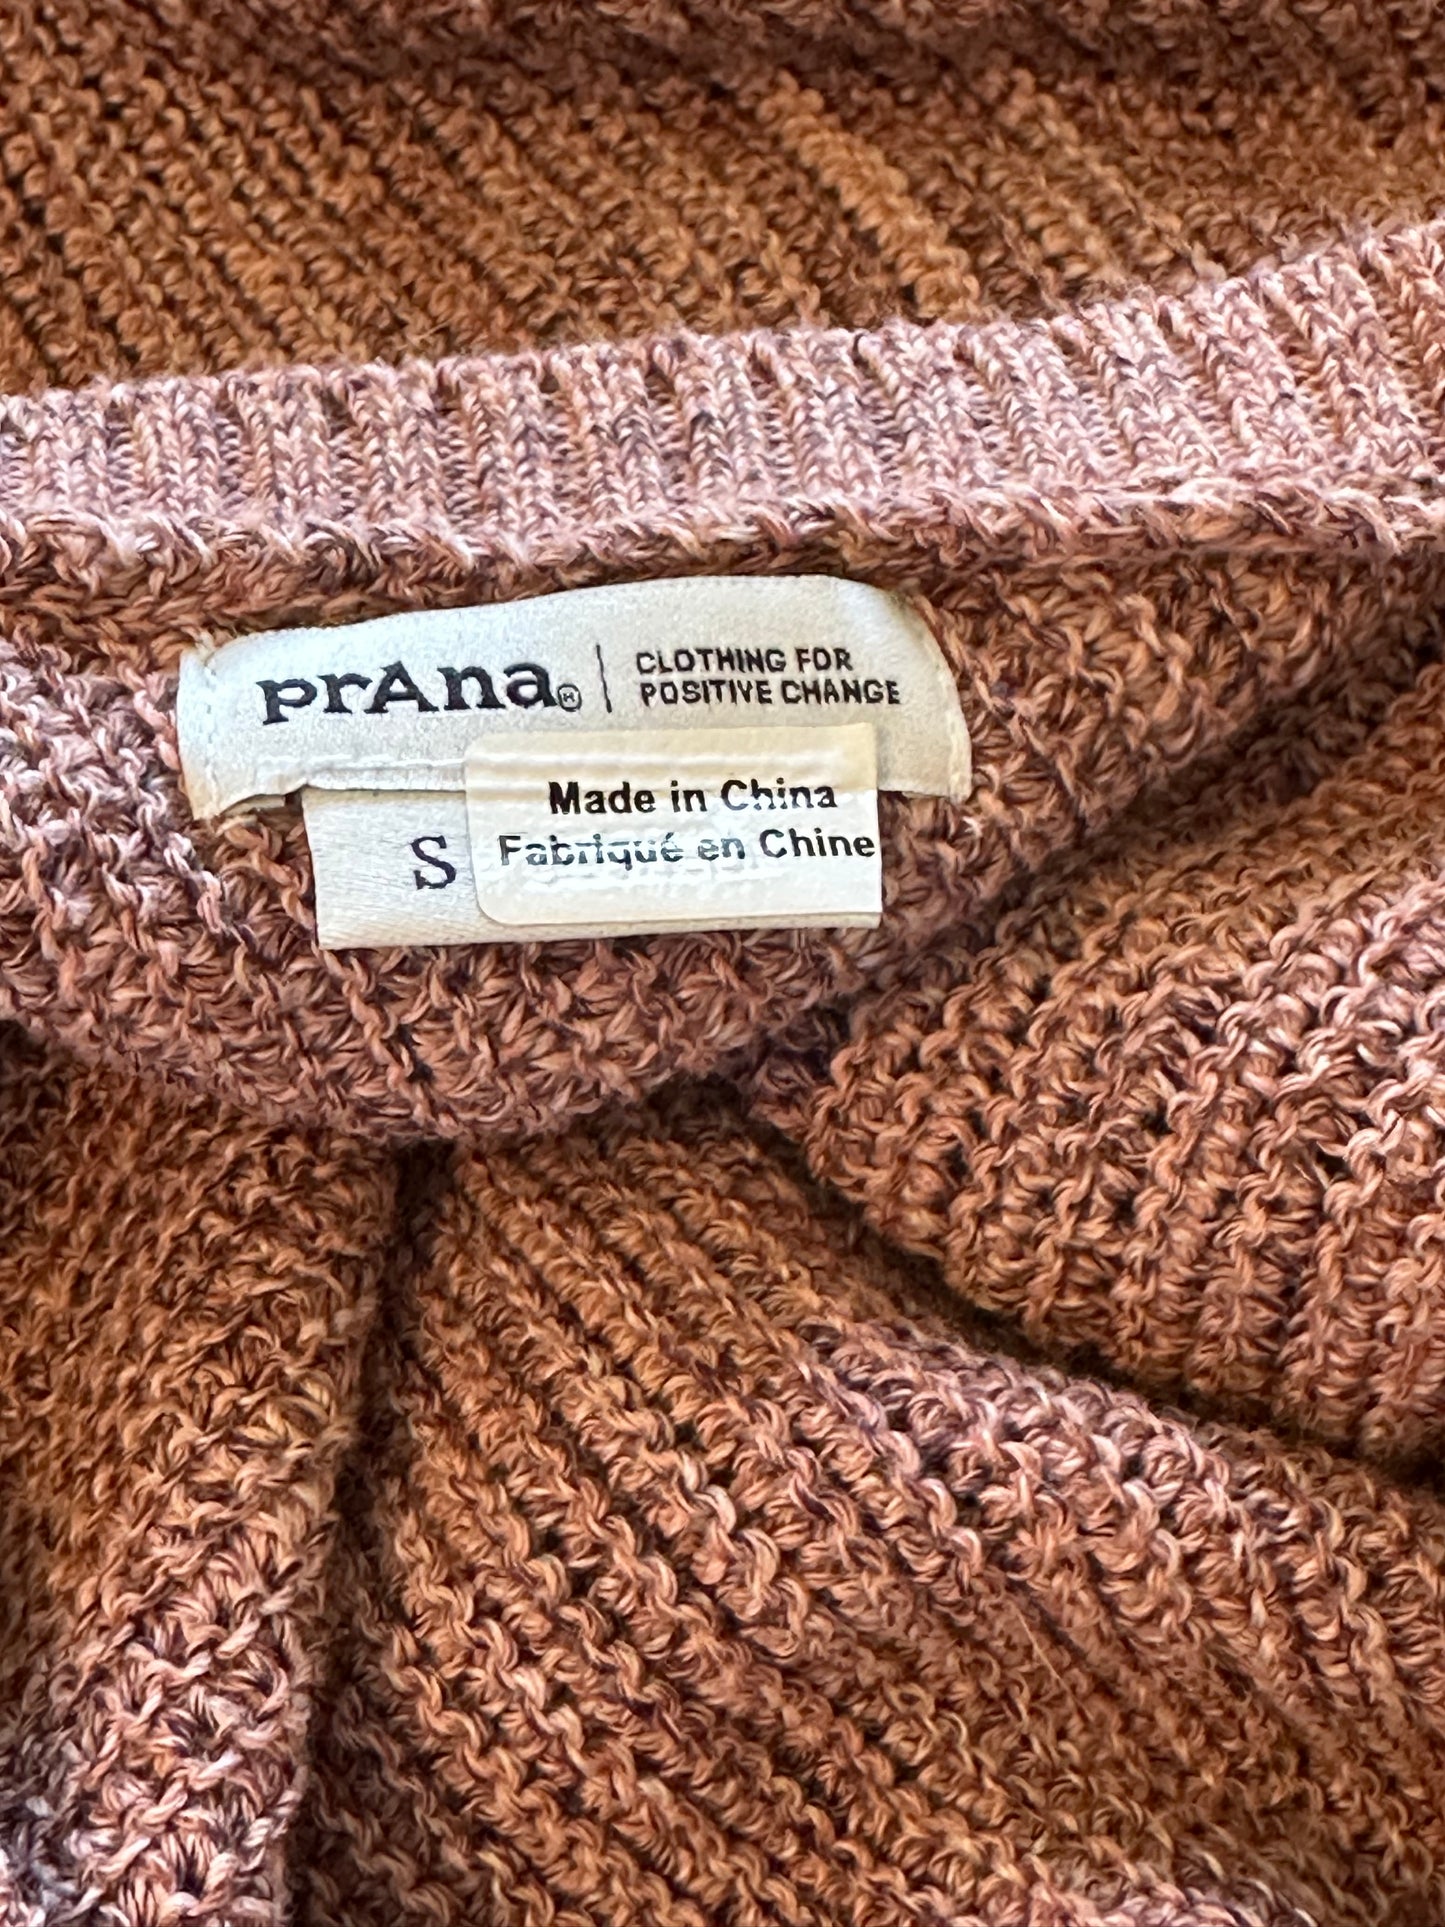 prAna® | CLOTHING FOR
POSITIVE CHANGE
S
Made in China
Fabriqué en Chine